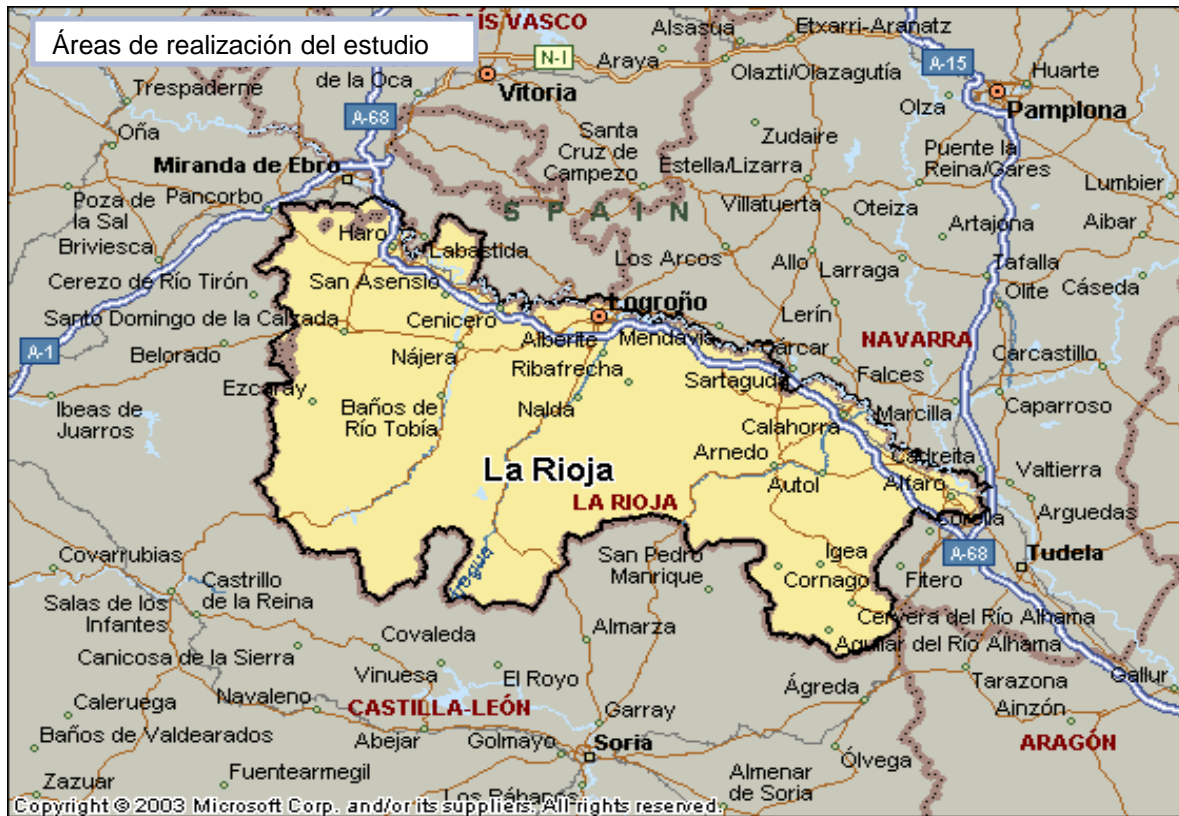 Áreas de realización del estudio
PAÍS VASCO
Alsasua
Etxarri-Aranatz
N-I
Araya
Olazti/Olazagutía
A-15
Huarte
Trespaderne
de la Oca
Vitoria
Olza
Pamplona
A-68
Oña
Santa
Cruz de
Campezo
Zudaire
Miranda de Ebro
Estella/Lizarra
Puente la
Reina/Gares
Lumbier
Poza de
la Sal
Pancorbo
SPAIN
Villatuerta
Oteiza
Artajona
Aibar
Briviesca
Haro
Labastida
Los Arcos
Allo
Larraga
Tafalla
Cerezo de Río Tirón
San Asensio
Logroño
Olite
Cáseda
Santo Domingo de la Calzada
Cenicero
Lerín
A-1
Belorado
Nájera
Alberite
Mendavia
Cárcar
NAVARRA
Carcastillo
Ezcaray
Ribafrecha
Sartaguda
Falces
Ibeas de
Juarros
Baños de
Río Tobía
Nalda
Marcilla
Caparroso
Calahorra
La Rioja
Arnedo
Cadreita
Valtierra
LA RIOJA
Autol
Alfaro
Arguedas
Corella
Covarrubias
San Pedro
Manrique
Igea
A-68
Tudela
Castrillo
de la Reina
Cornago
Fitero
Salas de los
Infantes
Iregua
Cervera del Río Alhama
Covaleda
Almarza
Aguilar del Río Alhama
Canicosa de la Sierra
Vinuesa
El Royo
Ágreda
Tarazona
Gallur
Caleruega
Navaleno
CASTILLA-LEÓN
Garray
Ainzón
Baños de Valdearados
Abejar
Golmayo
Soria
Ólvega
ARAGÓN
Zazuar
Fuentearmegil
Los Rábanos
Almenar
de Soria
Copyright © 2003 Microsoft Corp. and/or its suppliers. All rights reserved.